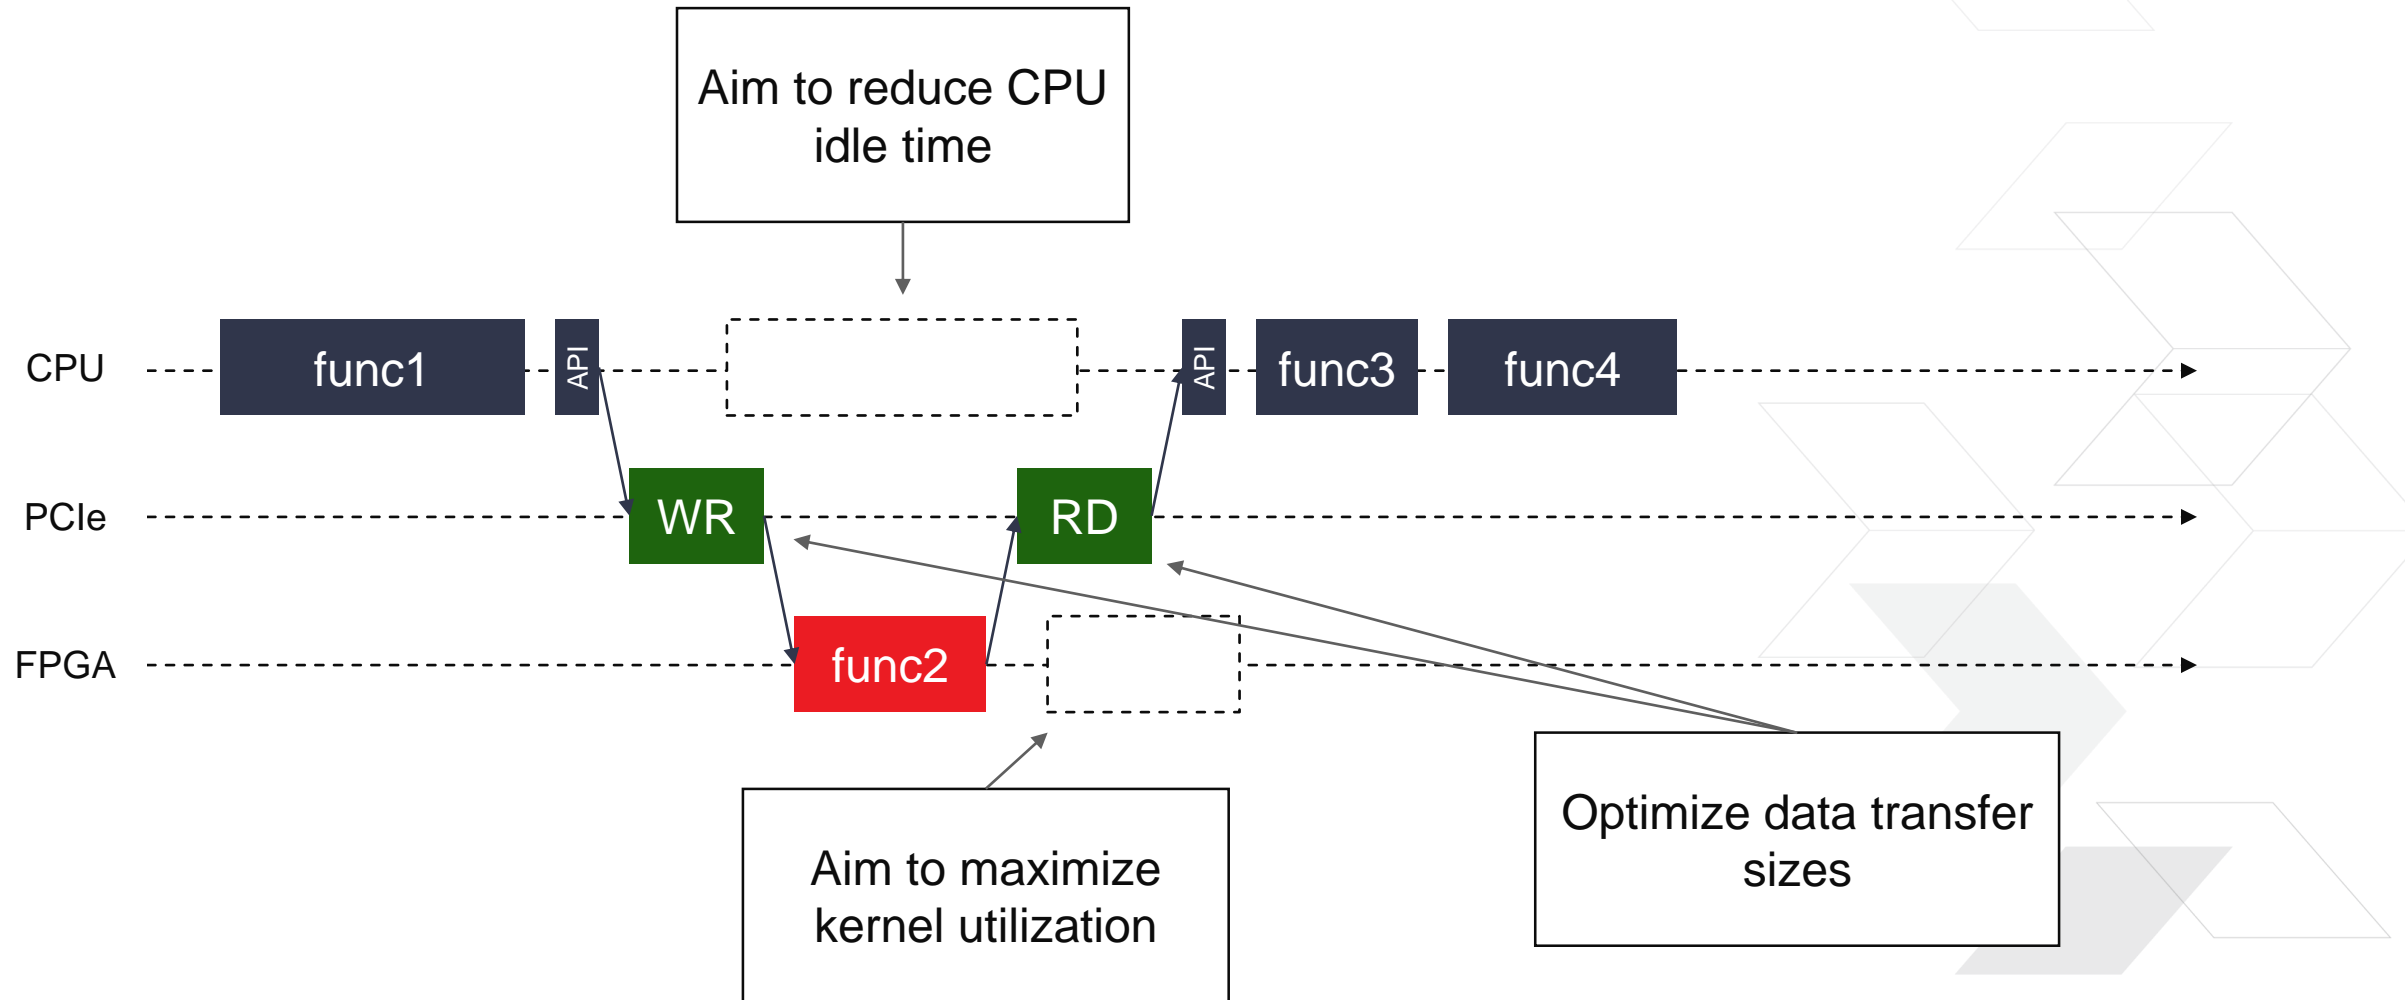 Aim to reduce CPU
idle time
CPU
func1
API
API
func3
func4
PCIe
WR
RD
FPGA
func2
Aim to maximize
kernel utilization
Optimize data transfer
sizes